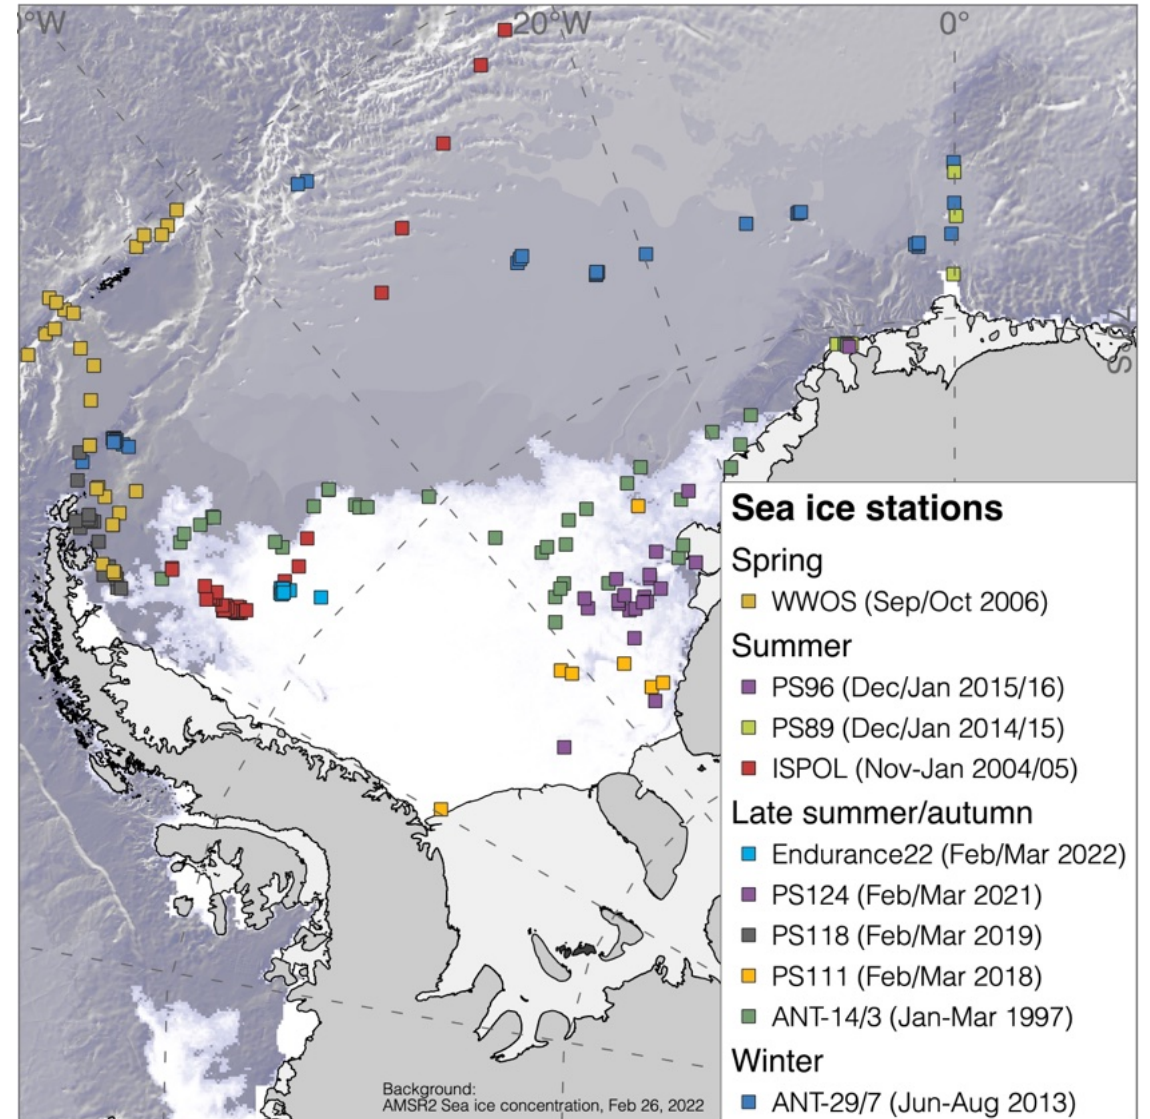 °W
20°W
0°
S
Sea ice stations
Spring
WWOS (Sep/Oct 2006)
Summer
PS96 (Dec/Jan 2015/16)
PS89 (Dec/Jan 2014/15)
ISPOL (Nov-Jan 2004/05)
Late summer/autumn
Endurance22 (Feb/Mar 2022)
PS124 (Feb/Mar 2021)
PS118 (Feb/Mar 2019)
PS111 (Feb/Mar 2018)
ANT-14/3 (Jan-Mar 1997)
Winter
ANT-29/7 (Jun-Aug 2013)
Background:
AMSR2 Sea ice concentration, Feb 26, 2022